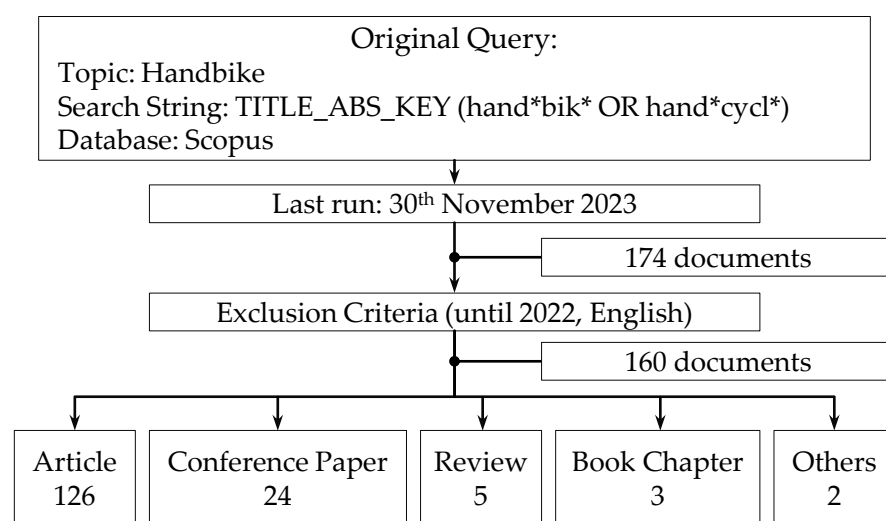 Original Query:
Topic: Handbike
Search String: TITLE_ABS_KEY (hand*bik* OR hand*cycl*)
Database: Scopus
Last run: 30th November 2023
174 documents
Exclusion Criteria (until 2022, English)
160 documents
Article
126
Conference Paper
24
Review
5
Book Chapter
3
Others
2